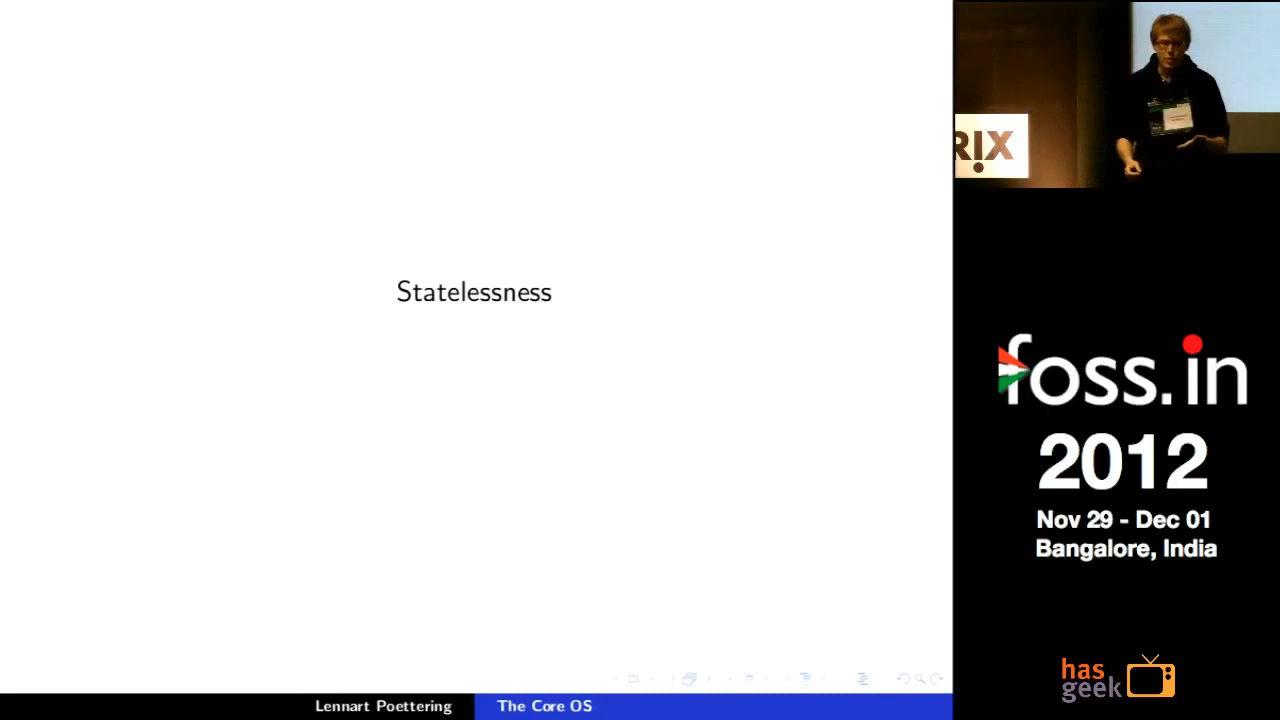 Statelessness
Lennart Poettering
The Core OS
RIX
foss.in
2012
Nov 29 - Dec 01
Bangalore, India
has
geek